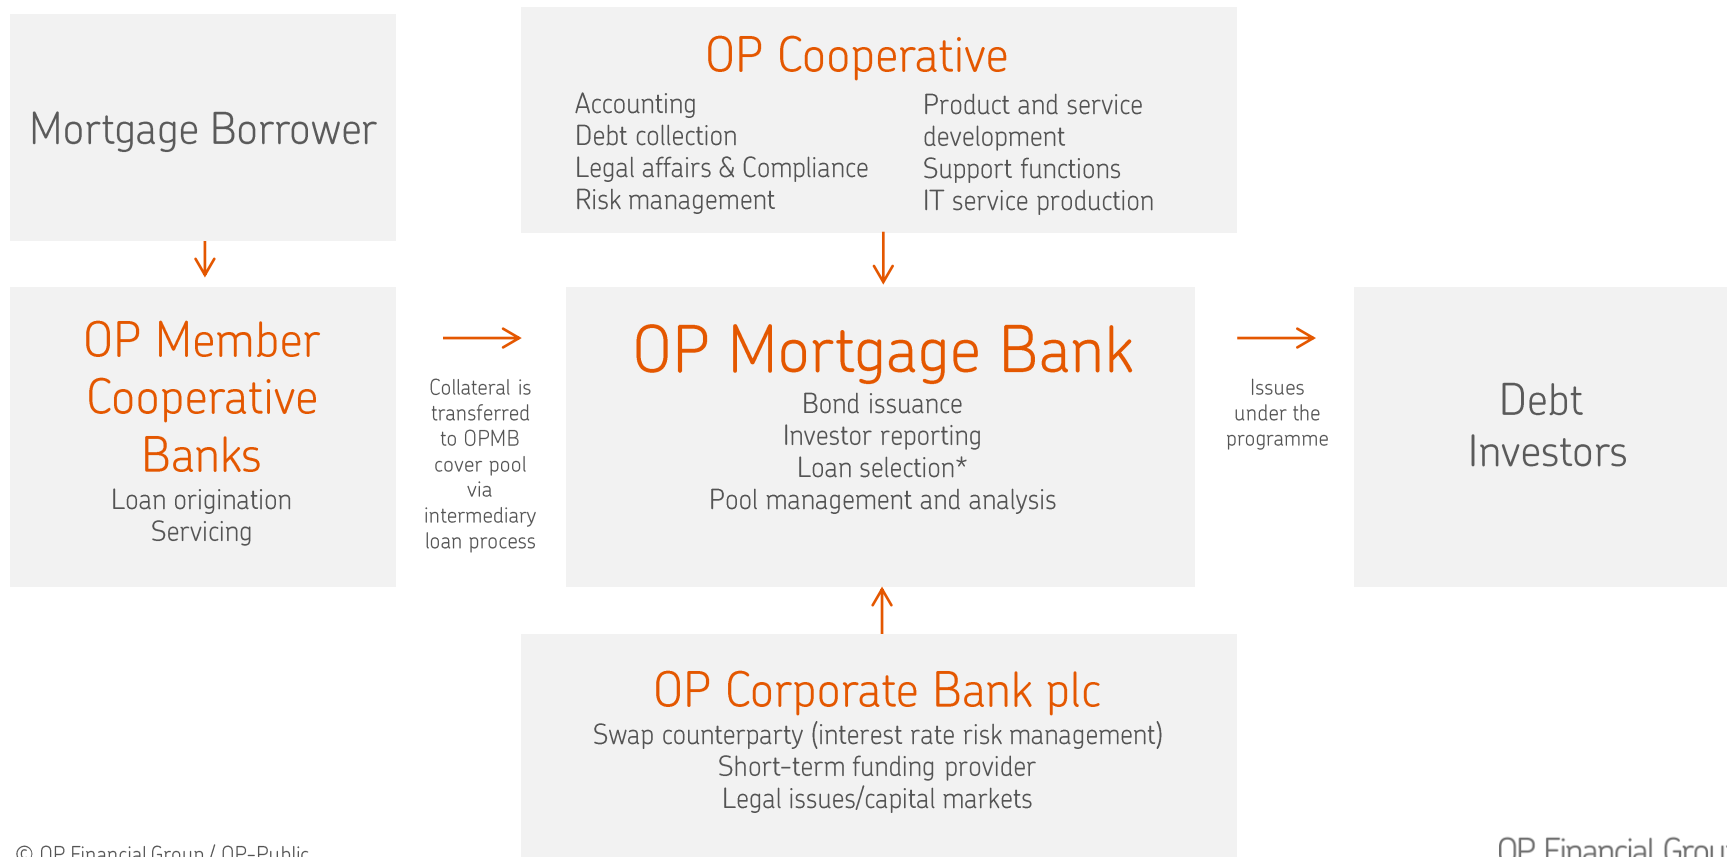 Mortgage Borrower
OP Cooperative
Accounting
Debt collection
Legal affairs & Compliance
Risk management
Product and service
development
Support functions
IT service production
OP Member
Cooperative
Banks
Loan origination
Servicing
Collateral is
transferred
to OPMB
cover pool
via
intermediary
loan process
OP Mortgage Bank
Bond issuance
Investor reporting
Loan selection*
Pool management and analysis
Issues
under the
programme
Debt
Investors
OP Corporate Bank plc
Swap counterparty (interest rate risk management)
Short-term funding provider
Legal issues/capital markets
© OP Financial Group / OP-Public
OP Financial Group